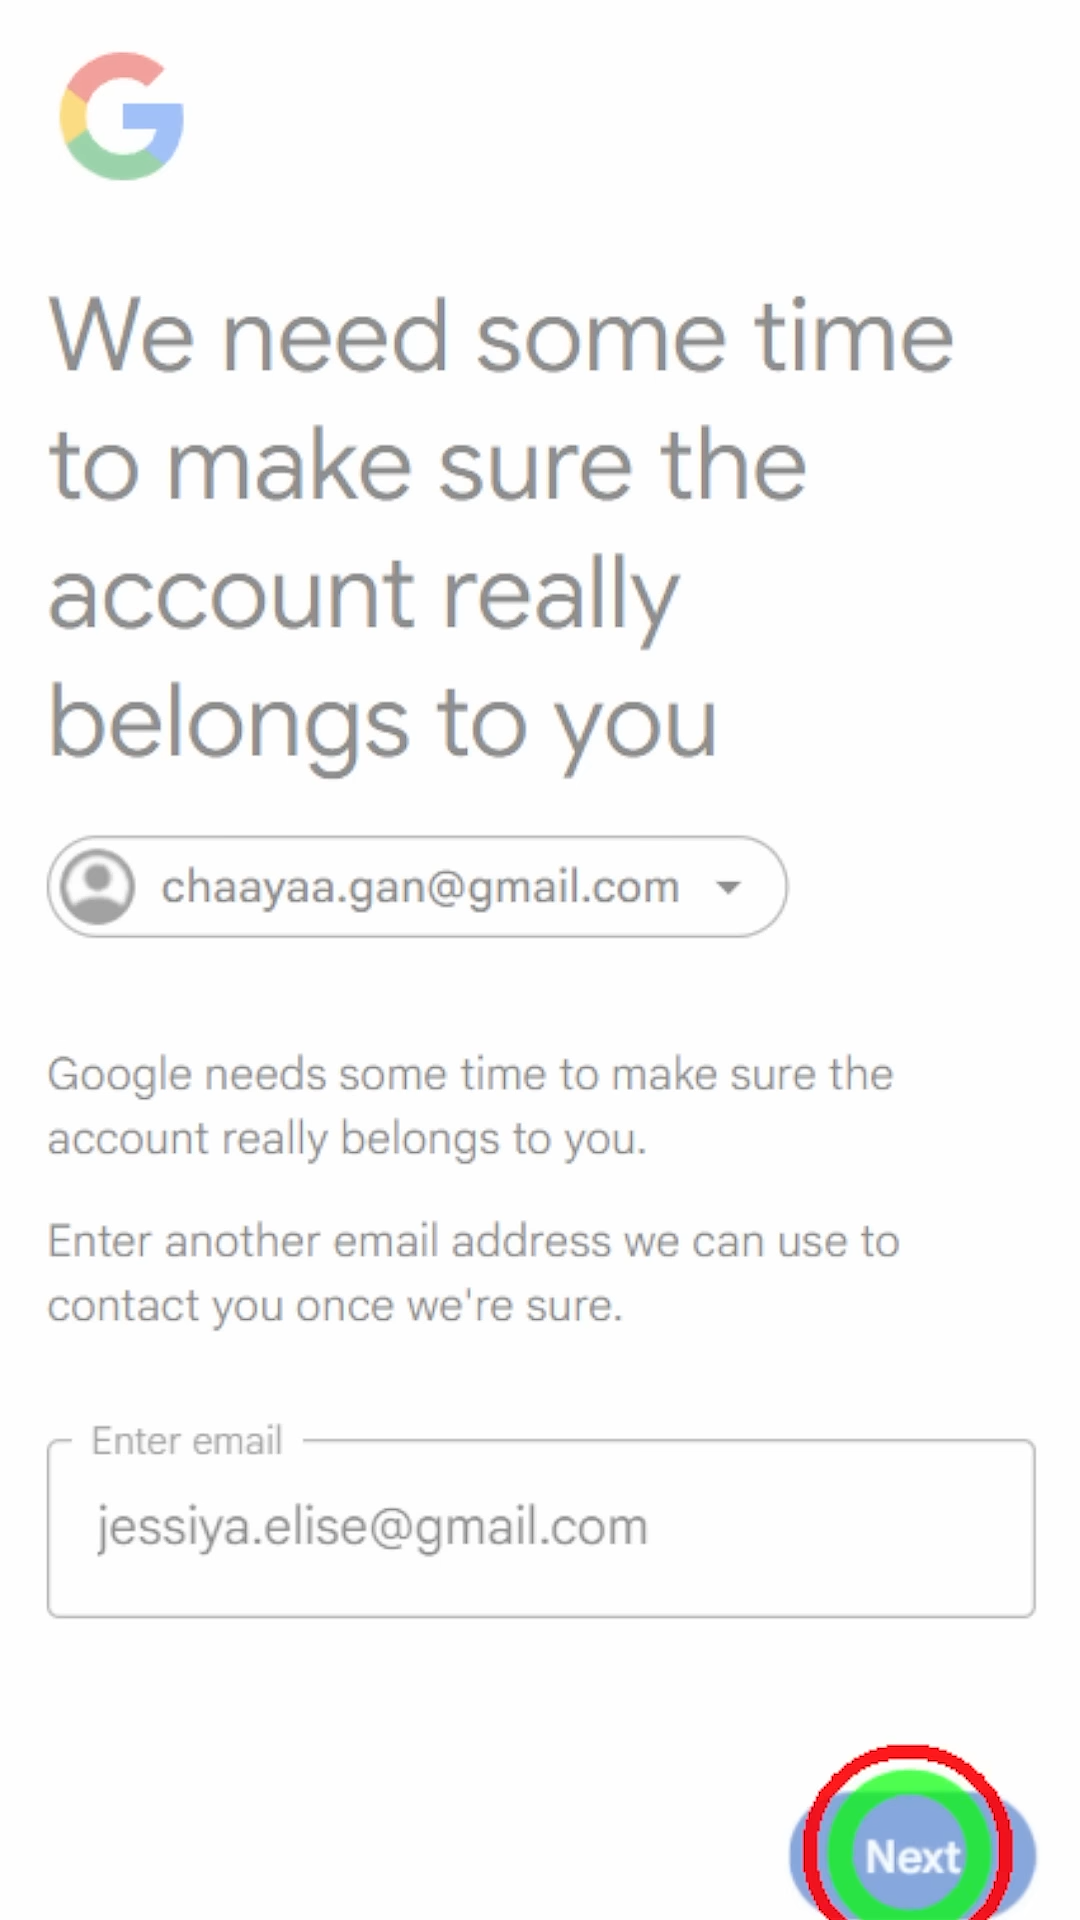 We need some time
to make sure the
account really
belongs to you
chaayaa.gan@gmail.com
Google needs some time to make sure the
account really belongs to you.
Enter another email address we can use to
contact you once we're sure.
Enter email
jessiya.elise@gmail.com
Next